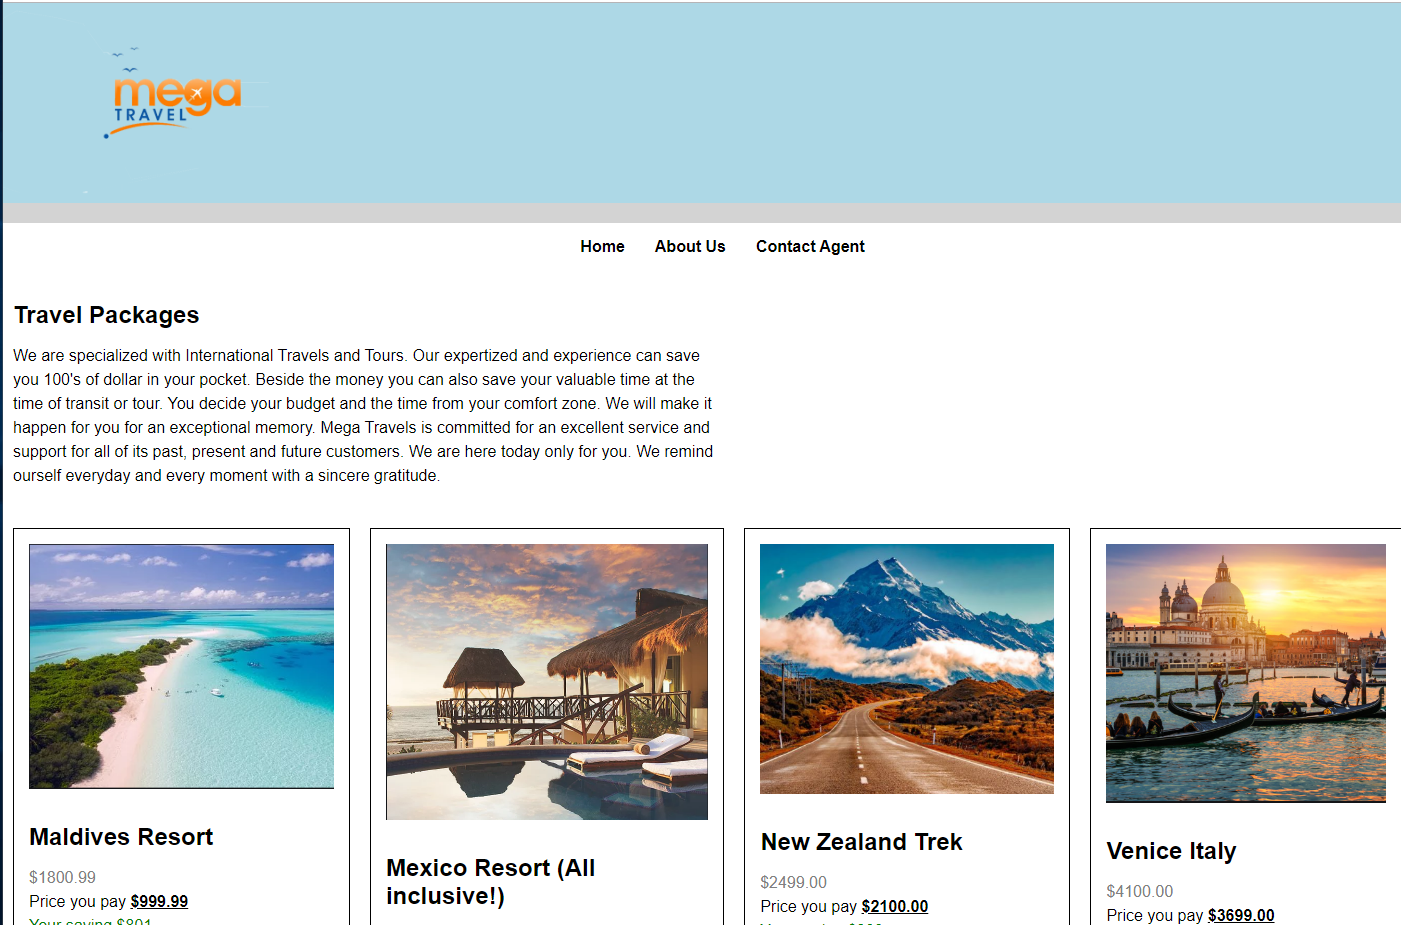 mega
TRAVEL
Home About Us Contact Agent
Travel Packages
We are specialized with International Travels and Tours. Our expertized and experience can save
you 100's of dollar in your pocket. Beside the money you can also save your valuable time at the
time of transit or tour. You decide your budget and the time from your comfort zone. We will make it
happen for you for an exceptional memory. Mega Travels is committed for an excellent service and
support for all of its past, present and future customers. We are here today only for you. We remind
ourself everyday and every moment with a sincere gratitude.
Maldives Resort
$1800.99
Price you pay $999.99
Your saving $801
Mexico Resort (All
inclusive!)
New Zealand Trek
$2499.00
Price you pay $2100.00
Venice Italy
$4100.00
Price you pay $3699.00